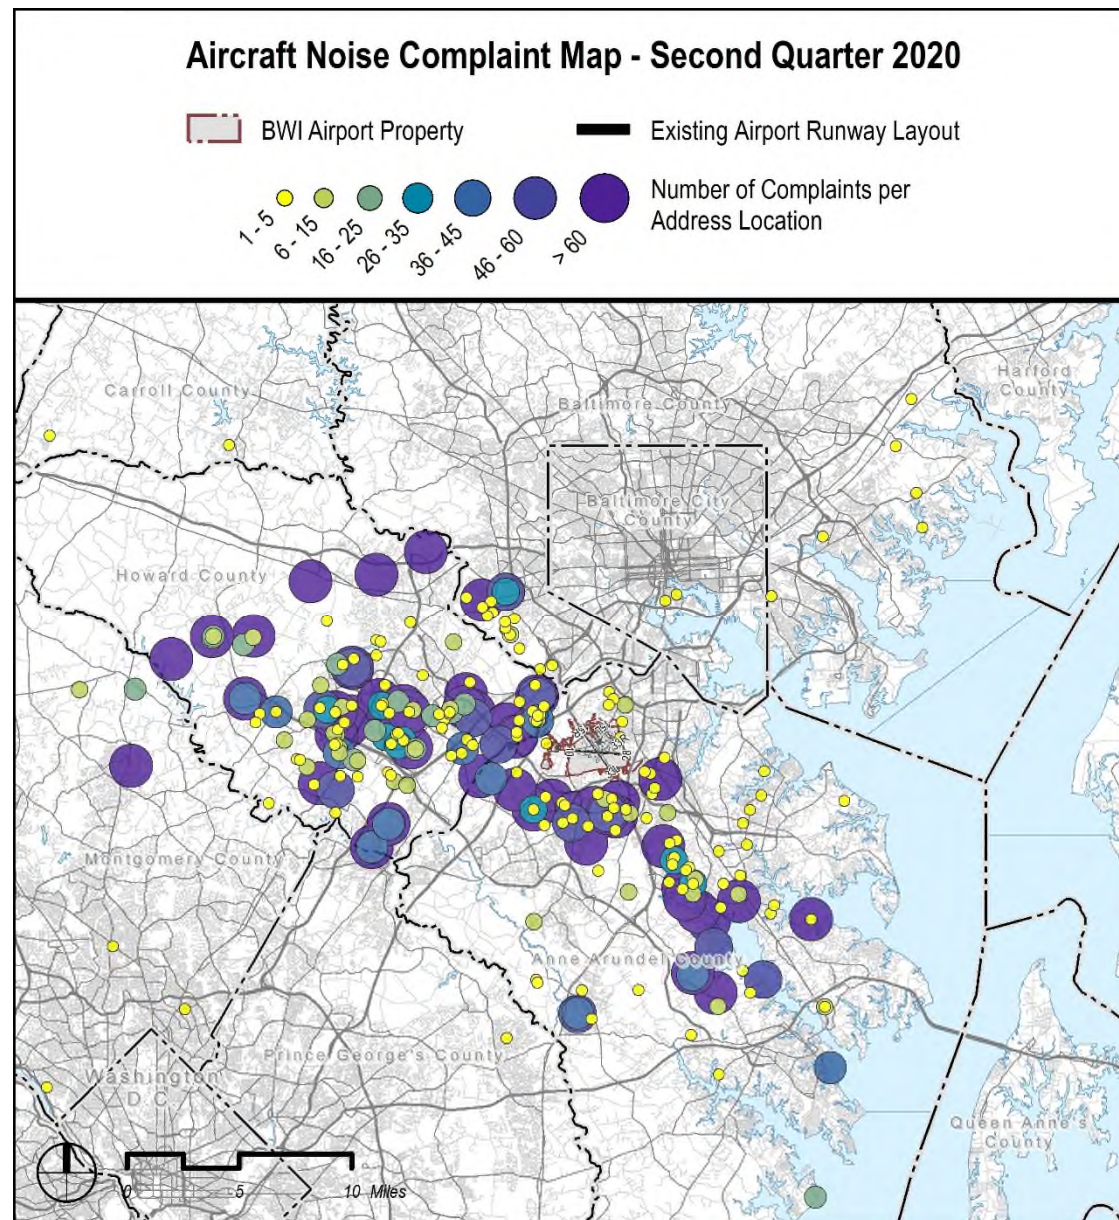 Aircraft Noise Complaint Map - Second Quarter 2020
BWI Airport Property
Existing Airport Runway Layout
1 - 5
6 - 15
16 - 25
26 - 35
36 - 45
46 - 60
> 60
Number of Complaints per
Address Location
Carroll County
Baltimore County
Harford
County
Baltimore City
County
Howard County
Montgomery County
Anne Arundel County
Prince George's County
Washington
D.C.
Queen Anne's
County
0
5
10 Miles